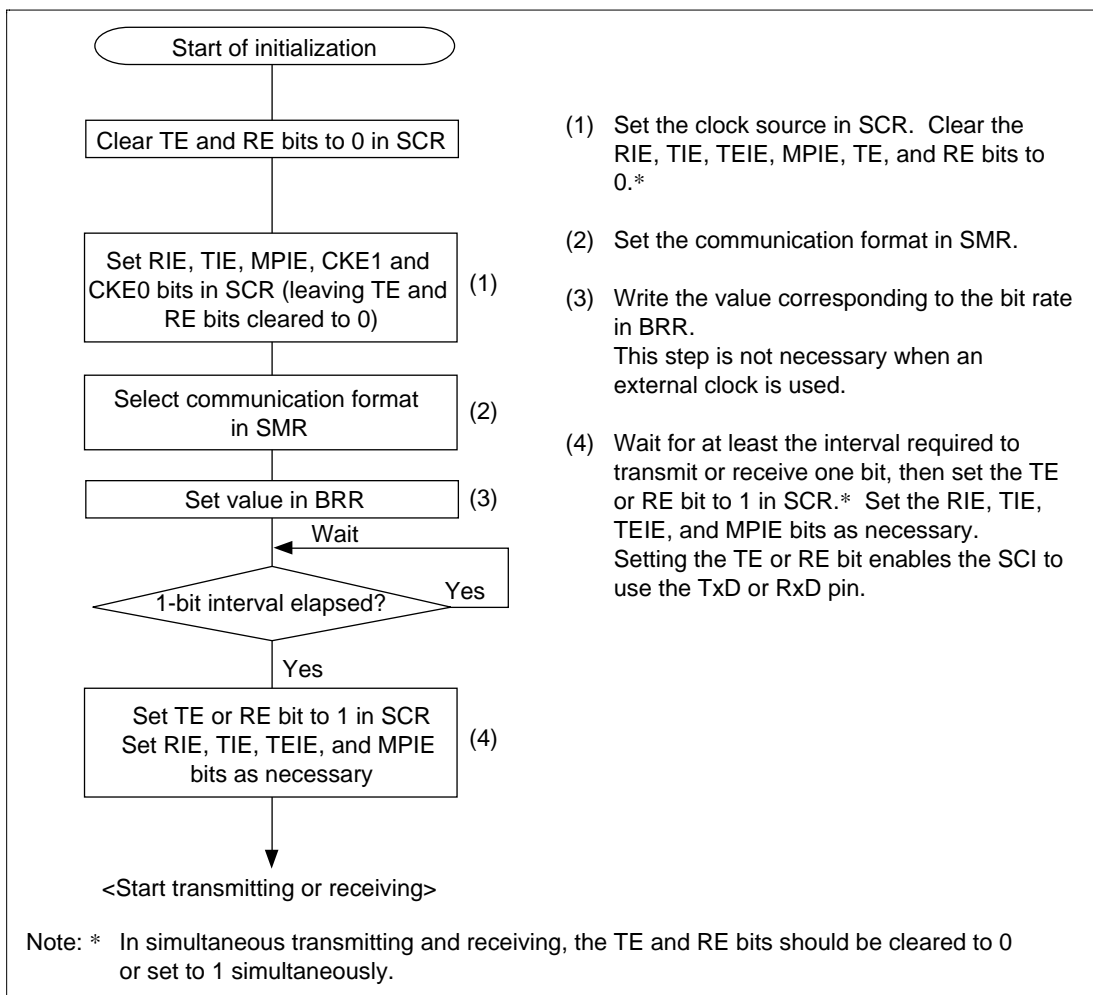 Start of initialization
Clear TE and RE bits to 0 in SCR
Set RIE, TIE, MPIE, CKE1 and
CKE0 bits in SCR (leaving TE and
RE bits cleared to 0)
(1)
Select communication format
in SMR
(2)
Set value in BRR
(3)
Wait
1-bit interval elapsed?
Yes
Yes
Set TE or RE bit to 1 in SCR
Set RIE, TIE, TEIE, and MPIE
bits as necessary
(4)
<Start transmitting or receiving>
(1) Set the clock source in SCR. Clear the
RIE, TIE, TEIE, MPIE, TE, and RE bits to
0.*
(2) Set the communication format in SMR.
(3) Write the value corresponding to the bit rate
in BRR.
This step is not necessary when an
external clock is used.
(4) Wait for at least the interval required to
transmit or receive one bit, then set the TE
or RE bit to 1 in SCR.* Set the RIE, TIE,
TEIE, and MPIE bits as necessary.
Setting the TE or RE bit enables the SCI to
use the TxD or RxD pin.
Note: * In simultaneous transmitting and receiving, the TE and RE bits should be cleared to 0
or set to 1 simultaneously.